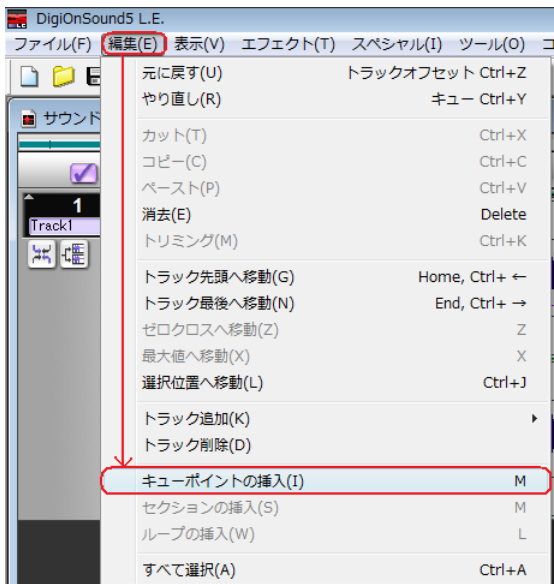 DigiOnSound5 L.E.
ファイル(F) 編集(E) 表示(V) エフェクト(T) スペシャル(I) ツール(O)
元に戻す(U) トラックオフセット Ctrl+Z
やり直し(R) キュー Ctrl+Y
サウンド
カット(T) Ctrl+X
コピー(C) Ctrl+C
ペースト(P) Ctrl+V
1
消去(E) Delete
Track1
トリミング(M) Ctrl+K
トラック先頭へ移動(G) Home, Ctrl+ ←
トラック最後へ移動(N) End, Ctrl+ →
ゼロクロスへ移動(Z) Z
最大値へ移動(X) X
選択位置へ移動(L) Ctrl+J
トラック追加(K)
トラック削除(D)
キューポイントの挿入(I) M
セクションの挿入(S) M
ループの挿入(W) L
すべて選択(A) Ctrl+A